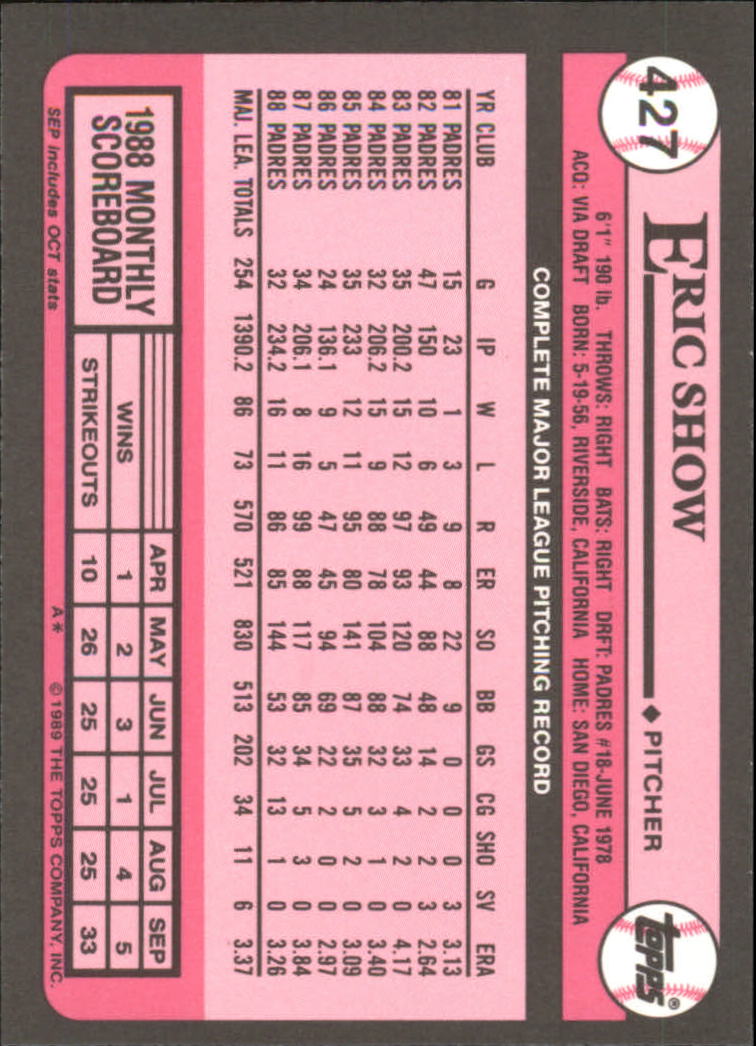 427
ERIC SHOW ◆ PITCHER
topps®
6'1" 190 lb. THROWS: RIGHT BATS: RIGHT DRFT: PADRES #18-JUNE 1978
ACQ: VIA DRAFT BORN: 5-19-56, RIVERSIDE, CALIFORNIA HOME: SAN DIEGO, CALIFORNIA
COMPLETE MAJOR LEAGUE PITCHING RECORD
YR CLUB G IP W L R ER SO BB GS CG SHO SV ERA
81 PADRES 15 23 1 3 9 8 22 9 0 0 0 3 3.13
82 PADRES 47 150 10 6 49 44 88 48 14 2 2 3 2.64
83 PADRES 35 200.2 15 12 97 93 120 74 33 4 2 0 4.17
84 PADRES 32 206.2 15 9 88 78 104 88 32 3 1 0 3.40
85 PADRES 35 233 12 11 95 80 141 87 35 5 2 0 3.09
86 PADRES 24 136.1 9 5 47 45 94 69 22 2 0 0 2.97
87 PADRES 34 206.1 8 16 99 88 117 85 34 5 3 0 3.84
88 PADRES 32 234.2 16 11 86 85 144 53 32 13 1 0 3.26
MAJ. LEA. TOTALS 254 1390.2 86 73 570 521 830 513 202 34 11 6 3.37
1988 MONTHLY SCOREBOARD
APR MAY JUN JUL AUG SEP
WINS 1 2 3 1 4 5
STRIKEOUTS 10 26 25 25 25 33
SEP includes OCT stats A* ©1989 THE TOPPS COMPANY, INC.